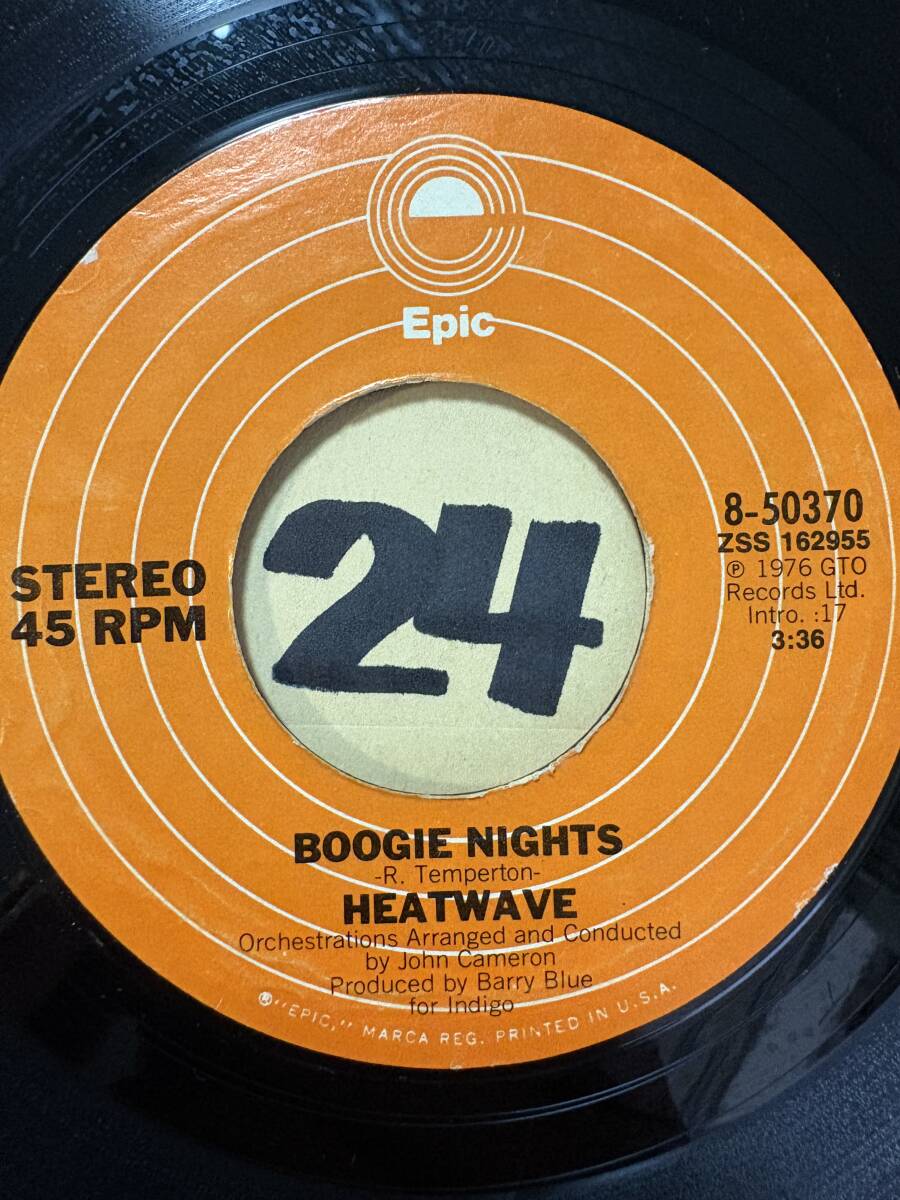 Epic
8-50370
ZSS 162955
℗ 1976 GTO
Records Ltd.
Intro. :17
3:36
STEREO
45 RPM
24
BOOGIE NIGHTS
-R. Temperton-
HEATWAVE
Orchestrations Arranged and Conducted
by John Cameron
Produced by Barry Blue
for Indigo
®"EPIC," MARCA REG. PRINTED IN U.S.A.